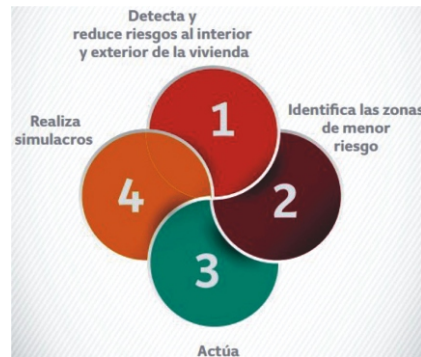 Detecta y
reduce riesgos al interior
y exterior de la vivienda
1
Identifica las zonas
de menor
riesgo
2
3
Actúa
Realiza
simulacros
4